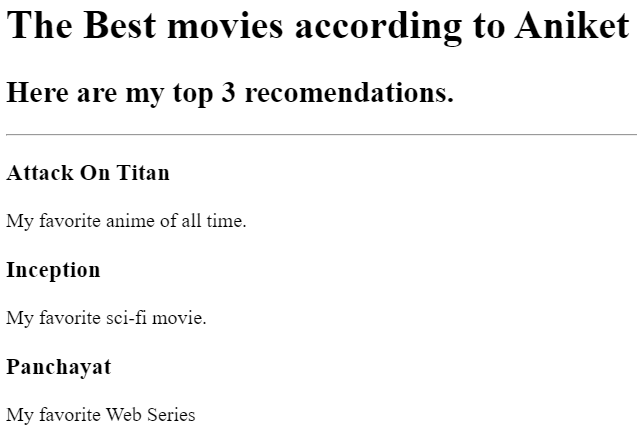 The Best movies according to Aniket
Here are my top 3 recomendations.
Attack On Titan
My favorite anime of all time.
Inception
My favorite sci-fi movie.
Panchayat
My favorite Web Series